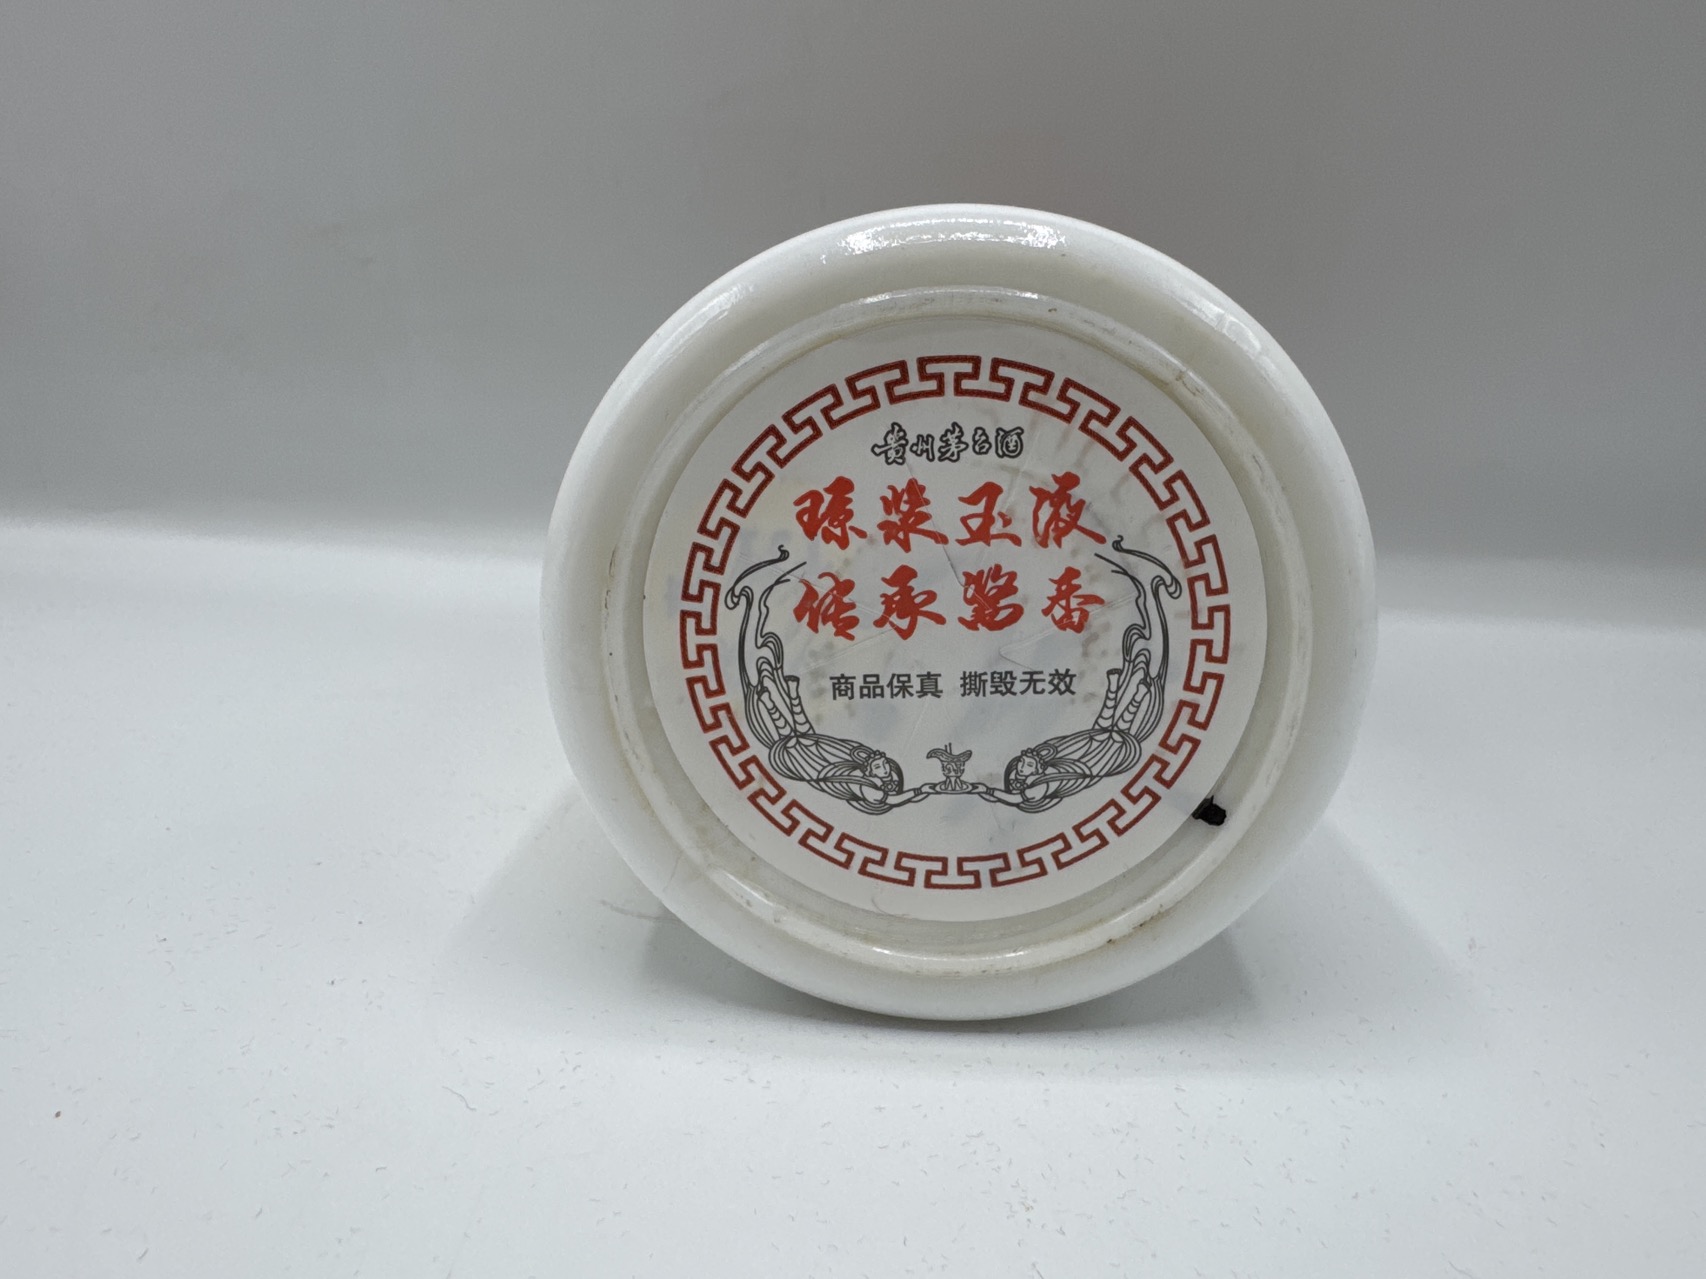 贵州茅台酒
琼浆玉液
传承酱香
商品保真 撕毁无效